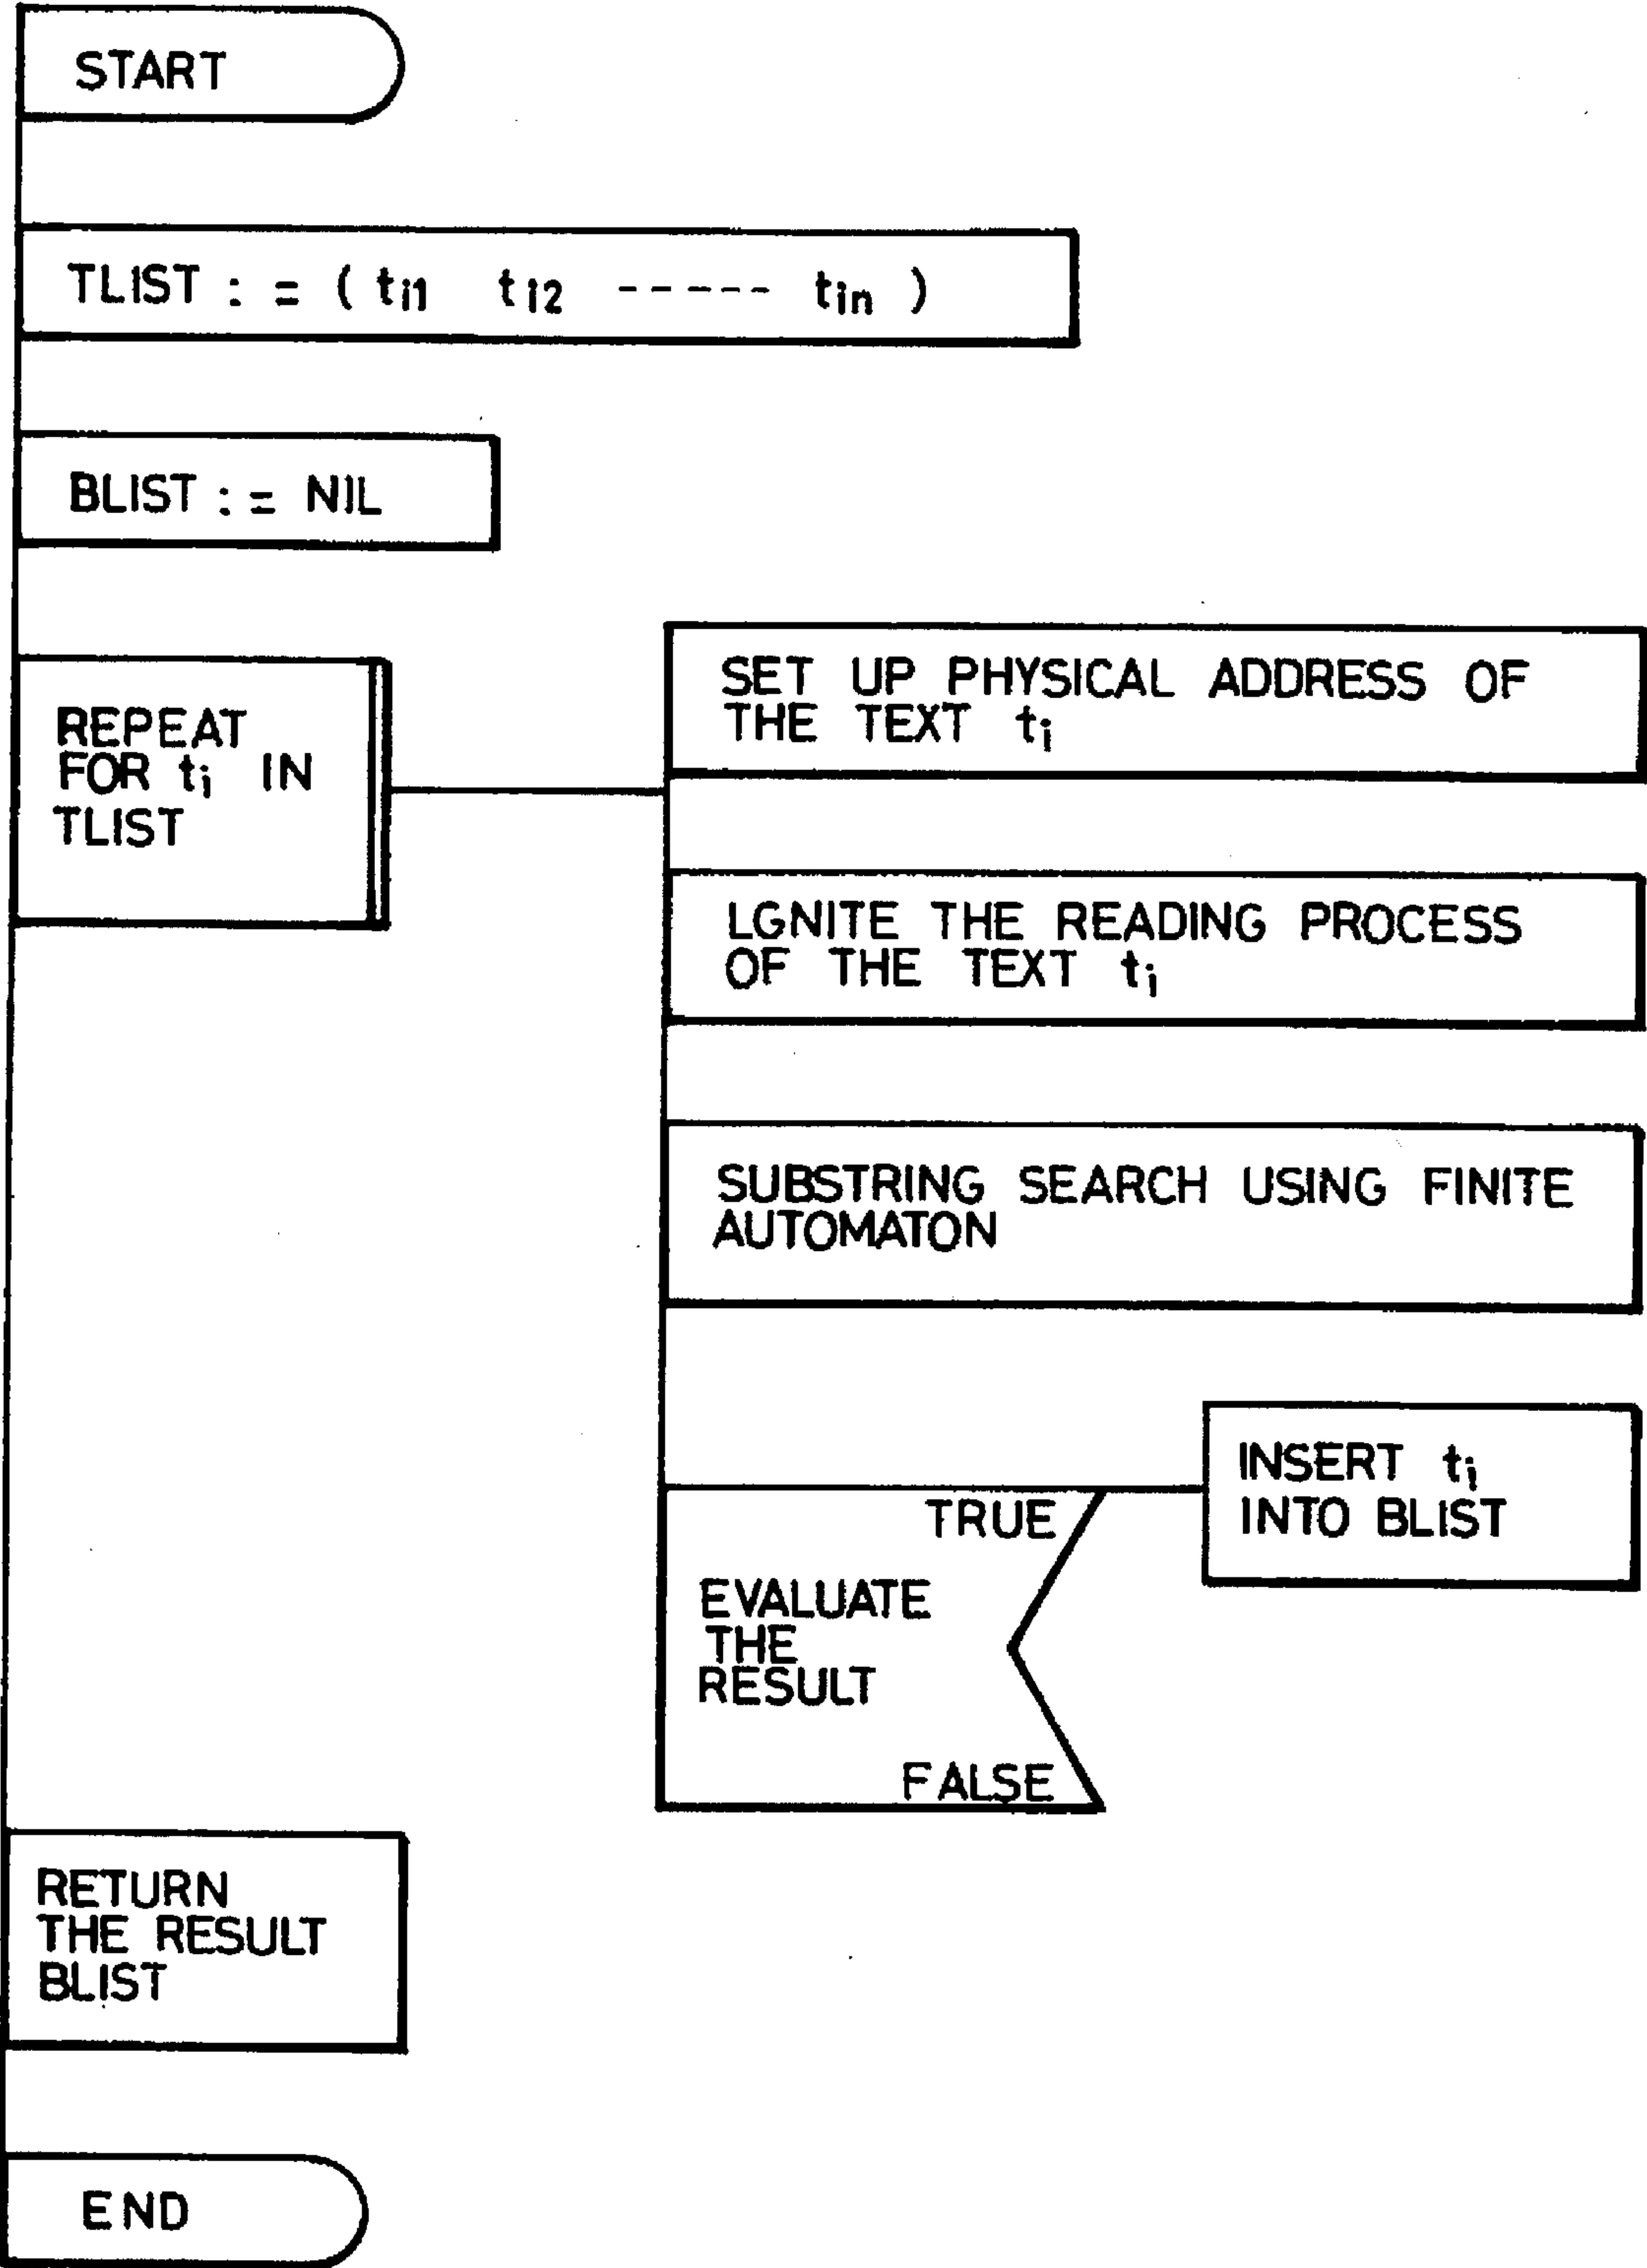 START
TLIST : = ( ti1 ti2 ----- tin )
BLIST : = NIL
REPEAT
FOR ti IN
TLIST
SET UP PHYSICAL ADDRESS OF
THE TEXT ti
LGNITE THE READING PROCESS
OF THE TEXT ti
SUBSTRING SEARCH USING FINITE
AUTOMATON
TRUE
EVALUATE
THE
RESULT
FALSE
INSERT ti
INTO BLIST
RETURN
THE RESULT
BLIST
END